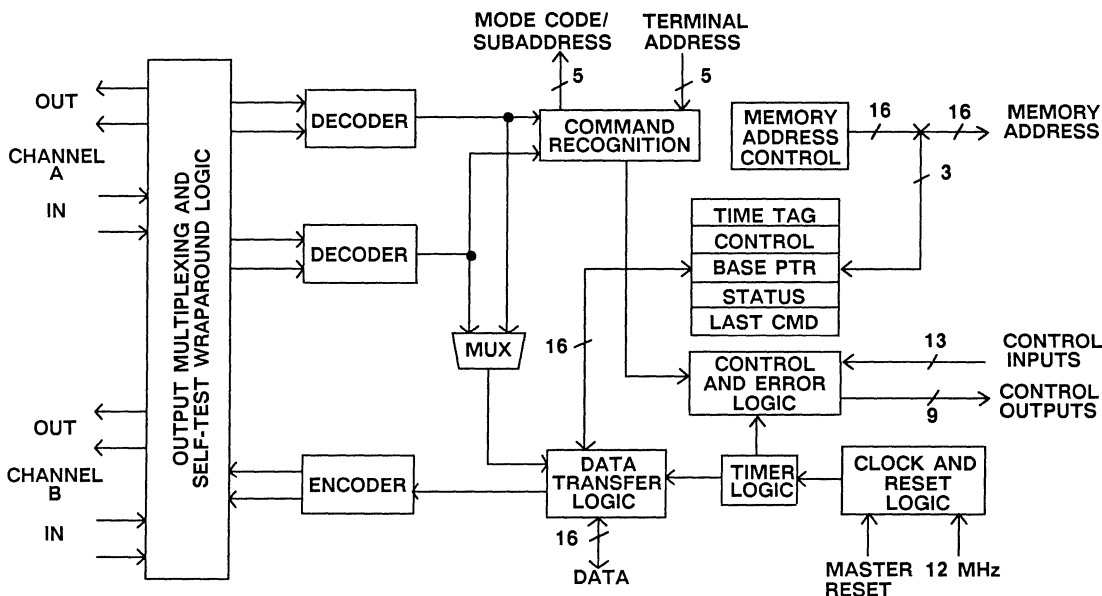 MODE CODE/
SUBADDRESS
5
TERMINAL
ADDRESS
5
OUT
CHANNEL
A
IN
OUTPUT MULTIPLEXING AND
SELF-TEST WRAPAROUND LOGIC
DECODER
COMMAND
RECOGNITION
MEMORY
ADDRESS
CONTROL
16
16
MEMORY
ADDRESS
3
DECODER
TIME TAG
CONTROL
BASE PTR
STATUS
LAST CMD
MUX
16
CONTROL
AND ERROR
LOGIC
13
CONTROL
INPUTS
9
CONTROL
OUTPUTS
OUT
CHANNEL
B
IN
ENCODER
DATA
TRANSFER
LOGIC
TIMER
LOGIC
CLOCK AND
RESET
LOGIC
16
DATA
MASTER
RESET
12 MHz